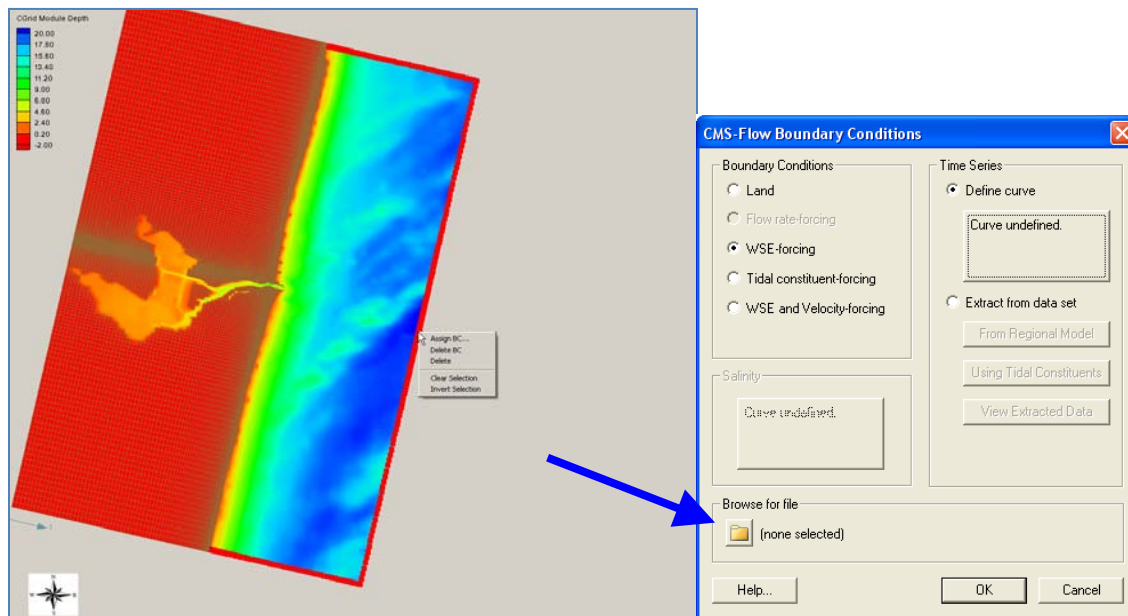 CGrid Module Depth
20.00
17.80
15.60
13.40
11.20
9.00
6.80
4.60
2.40
0.20
-2.00
Assign BC...
Delete BC
Delete
Clear Selection
Invert Selection
CMS-Flow Boundary Conditions
Boundary Conditions
Land
Flow rate-forcing
WSE-forcing
Tidal constituent-forcing
WSE and Velocity-forcing
Salinity
Curve undefined.
Time Series
Define curve
Curve undefined.
Extract from data set
From Regional Model
Using Tidal Constituents
View Extracted Data
Browse for file
(none selected)
Help...
OK
Cancel